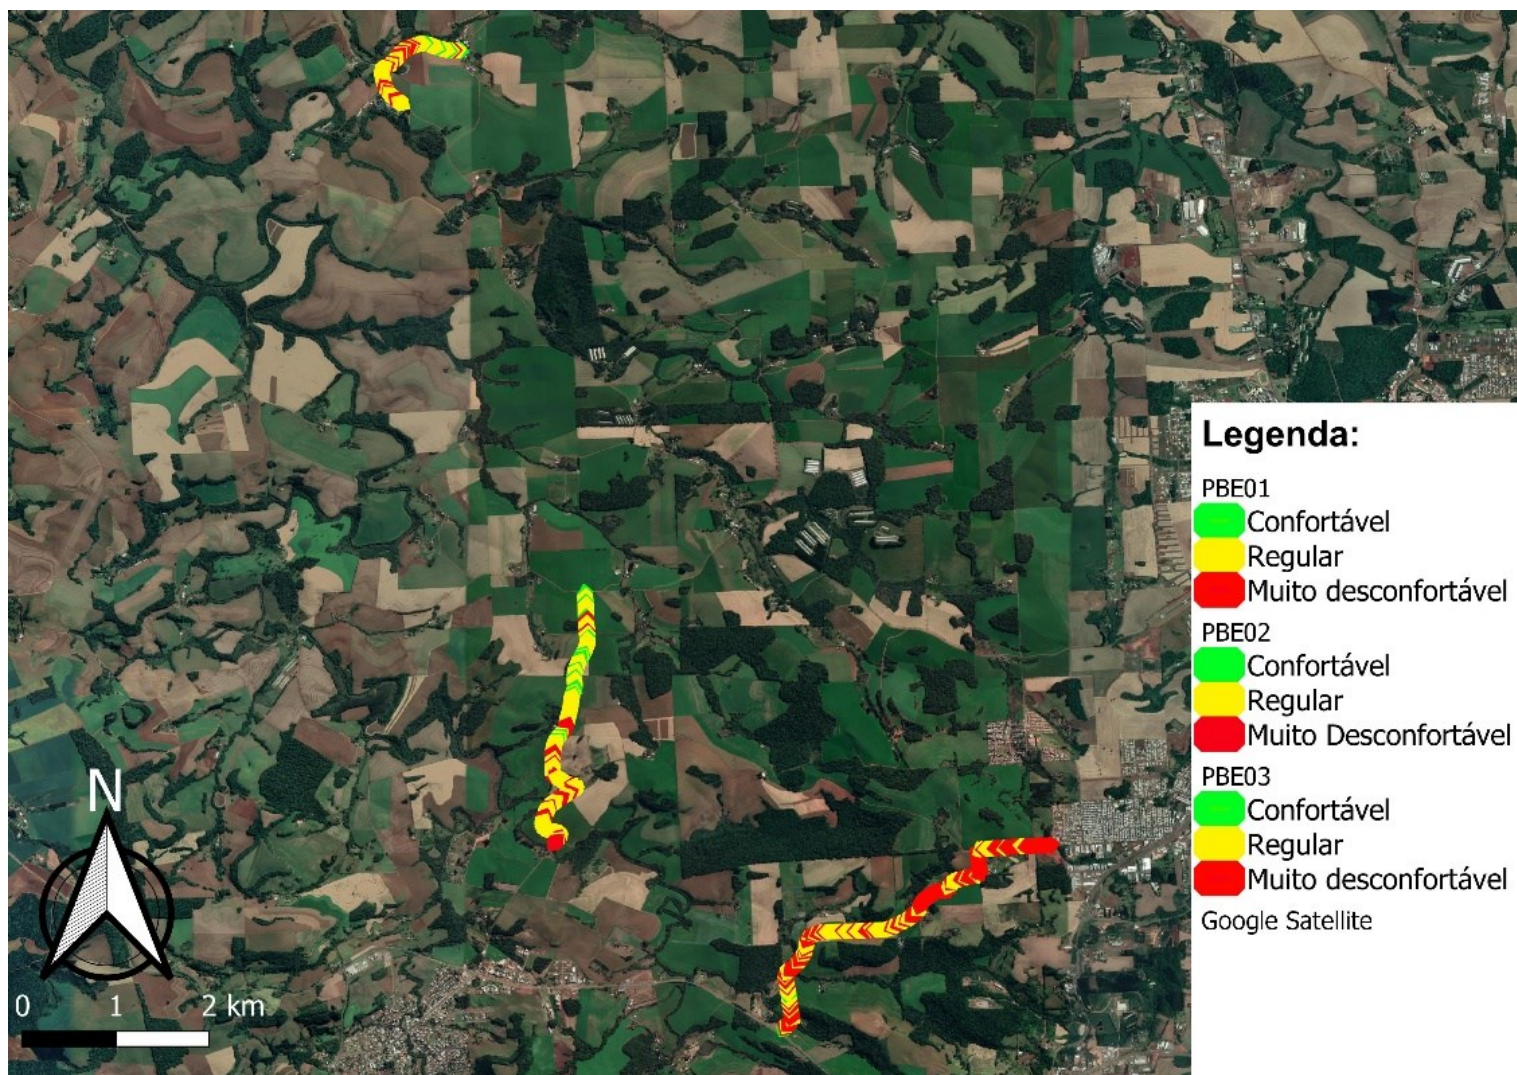 Legenda:
PBE01
Confortável
Regular
Muito desconfortável
PBE02
Confortável
Regular
Muito Desconfortável
PBE03
Confortável
Regular
Muito desconfortável
Google Satellite
N
0 1 2 km